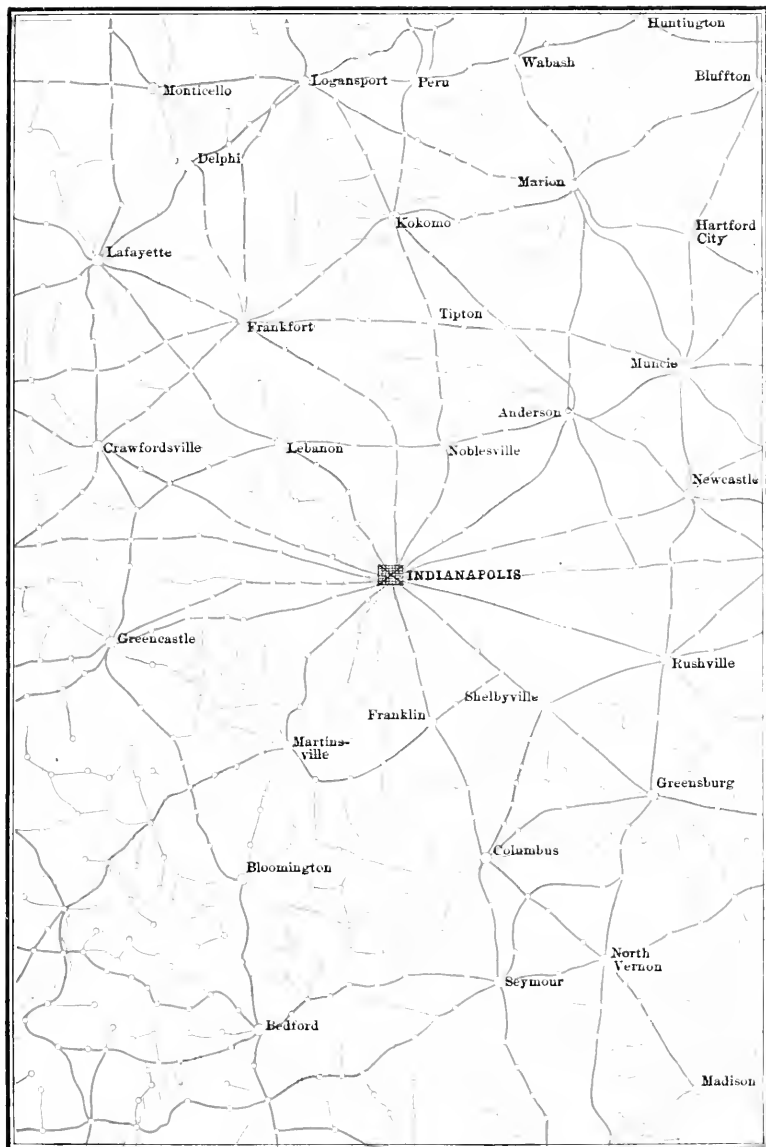 Huntington
Wabash
Logansport
Peru
Bluffton
Monticello
Delphi
Marion
Kokomo
Hartford
City
Lafayette
Tipton
Frankfort
Muncie
Anderson
Crawfordsville
Lebanon
Noblesville
Newcastle
INDIANAPOLIS
Greencastle
Rushville
Shelbyville
Franklin
Martins-
ville
Greensburg
Columbus
Bloomington
North
Vernon
Seymour
Bedford
Madison